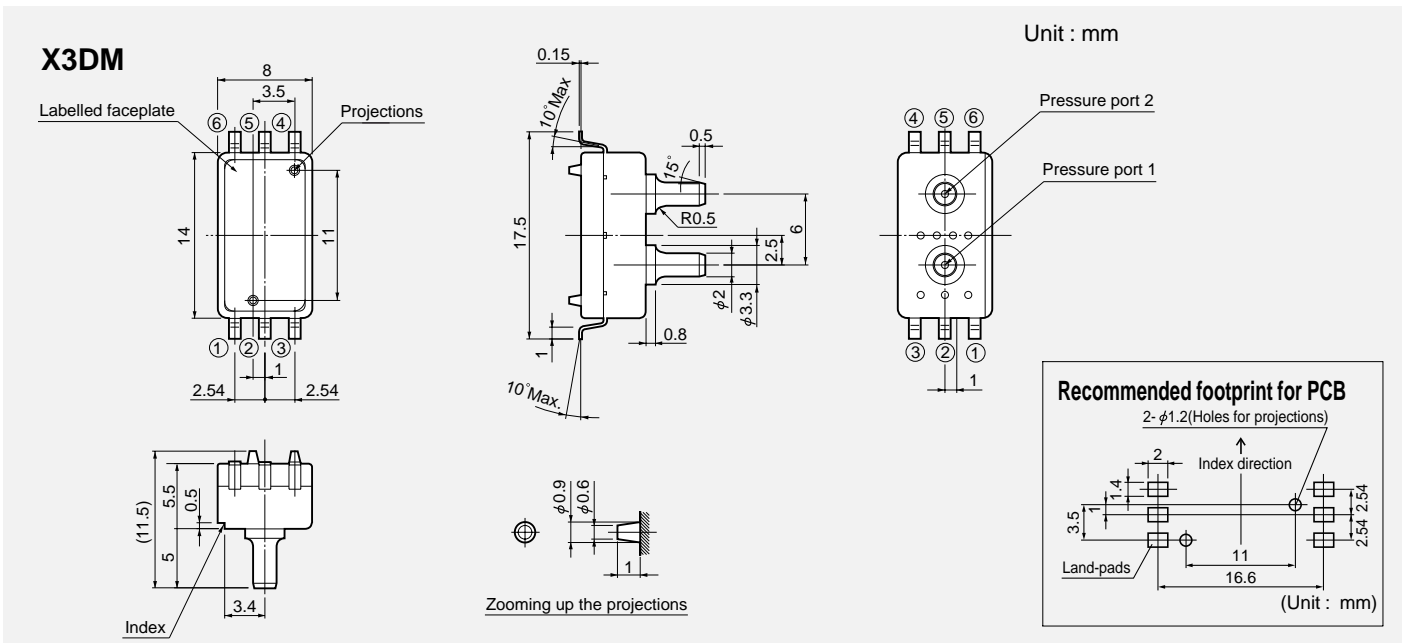 Unit : mm
X3DM
8
3.5
Labelled faceplate
Projections
⑥ ⑤ ④
14
11
① ② ③
1
2.54
2.54
0.15
10°Max
0.5
15°
R0.5
17.5
6
2.5
φ2
φ3.3
0.8
1
10°Max.
Pressure port 2
④ ⑤ ⑥
Pressure port 1
③ ② ①
1
(11.5)
5.5
0.5
5
3.4
Index
φ0.9
φ0.6
1
Zooming up the projections
Recommended footprint for PCB
2- φ1.2(Holes for projections)
2
Index direction
1.4
1
3.5
2.54
2.54
11
Land-pads
16.6
(Unit : mm)